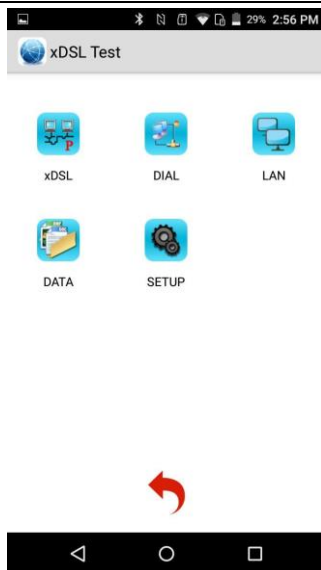 29% 2:56 PM
xDSL Test
P
xDSL DIAL LAN
DATA SETUP